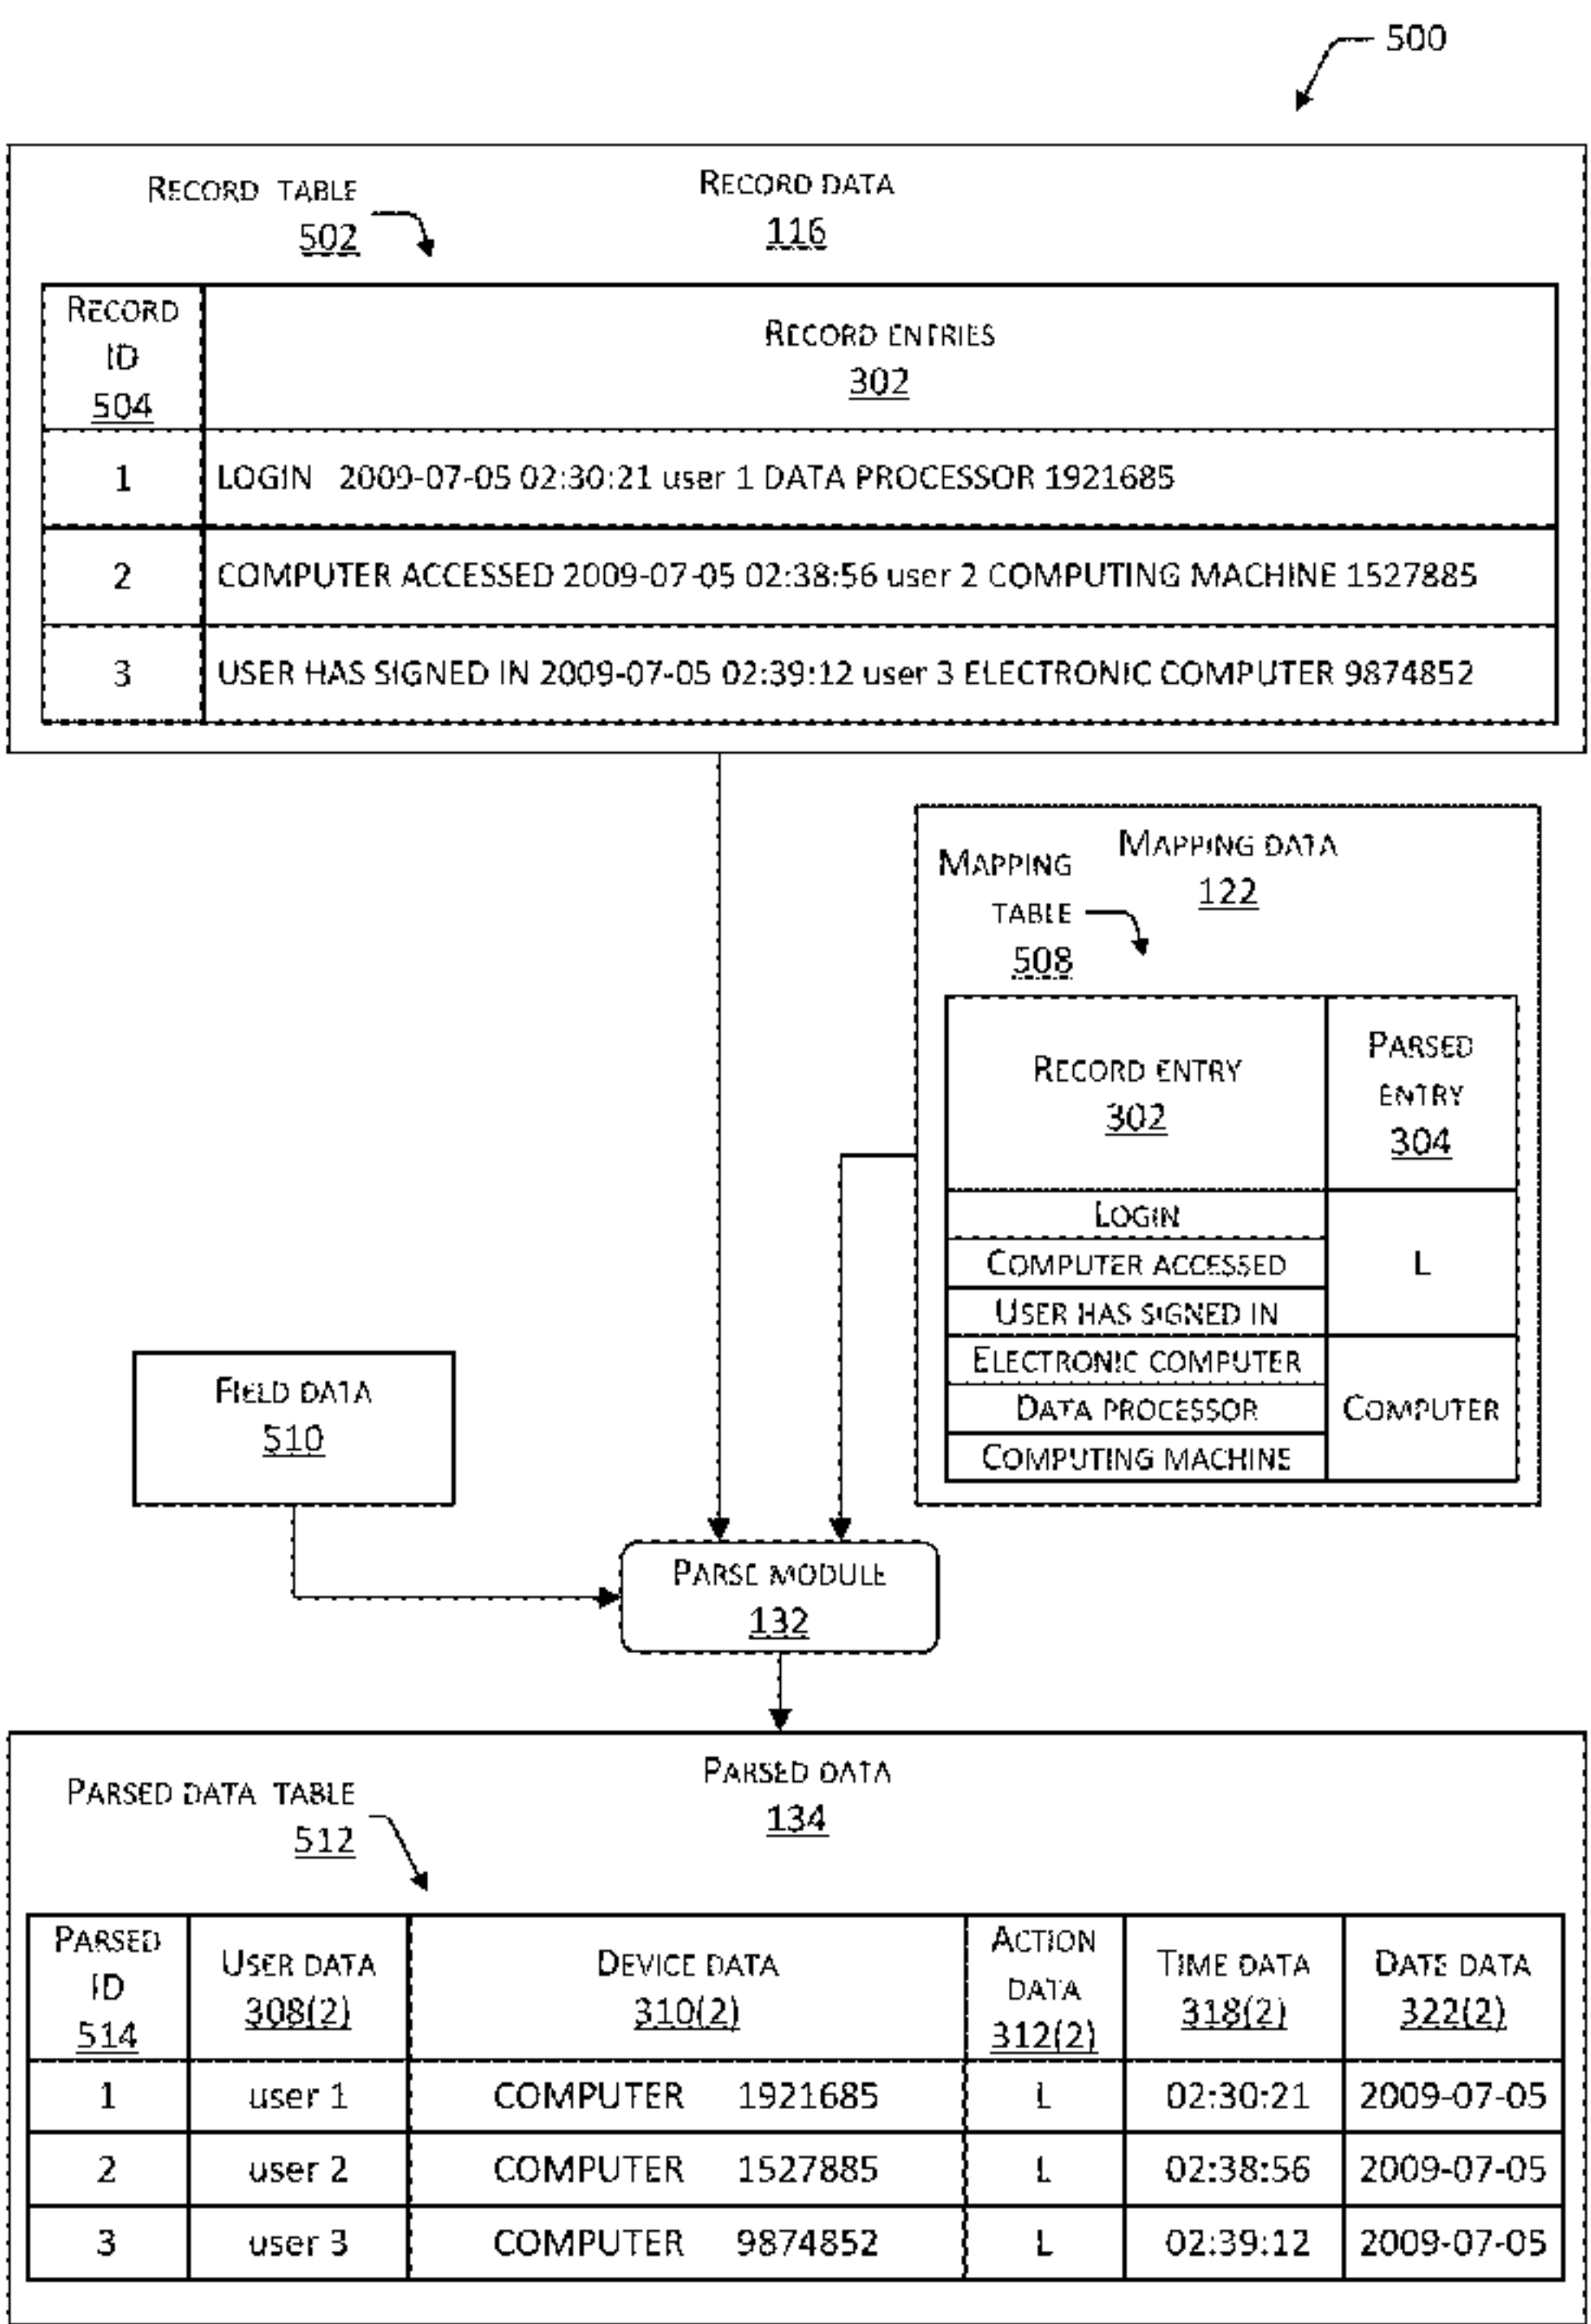 500
RECORD TABLE
502
RECORD DATA
116
RECORD
ID
504
RECORD ENTRIES
302
1 LOGIN 2009-07-05 02:30:21 user 1 DATA PROCESSOR 1921685
2 COMPUTER ACCESSED 2009-07-05 02:38:56 user 2 COMPUTING MACHINE 1527885
3 USER HAS SIGNED IN 2009-07-05 02:39:12 user 3 ELECTRONIC COMPUTER 9874852
MAPPING DATA
122
MAPPING
TABLE
508
RECORD ENTRY
302
PARSED
ENTRY
304
LOGIN
COMPUTER ACCESSED
USER HAS SIGNED IN
L
ELECTRONIC COMPUTER
DATA PROCESSOR
COMPUTING MACHINE
COMPUTER
FIELD DATA
510
PARSE MODULE
132
PARSED DATA TABLE
512
PARSED DATA
134
PARSED
ID
514
USER DATA
308(2)
DEVICE DATA
310(2)
ACTION
DATA
312(2)
TIME DATA
318(2)
DATE DATA
322(2)
1 user 1 COMPUTER 1921685 L 02:30:21 2009-07-05
2 user 2 COMPUTER 1527885 L 02:38:56 2009-07-05
3 user 3 COMPUTER 9874852 L 02:39:12 2009-07-05